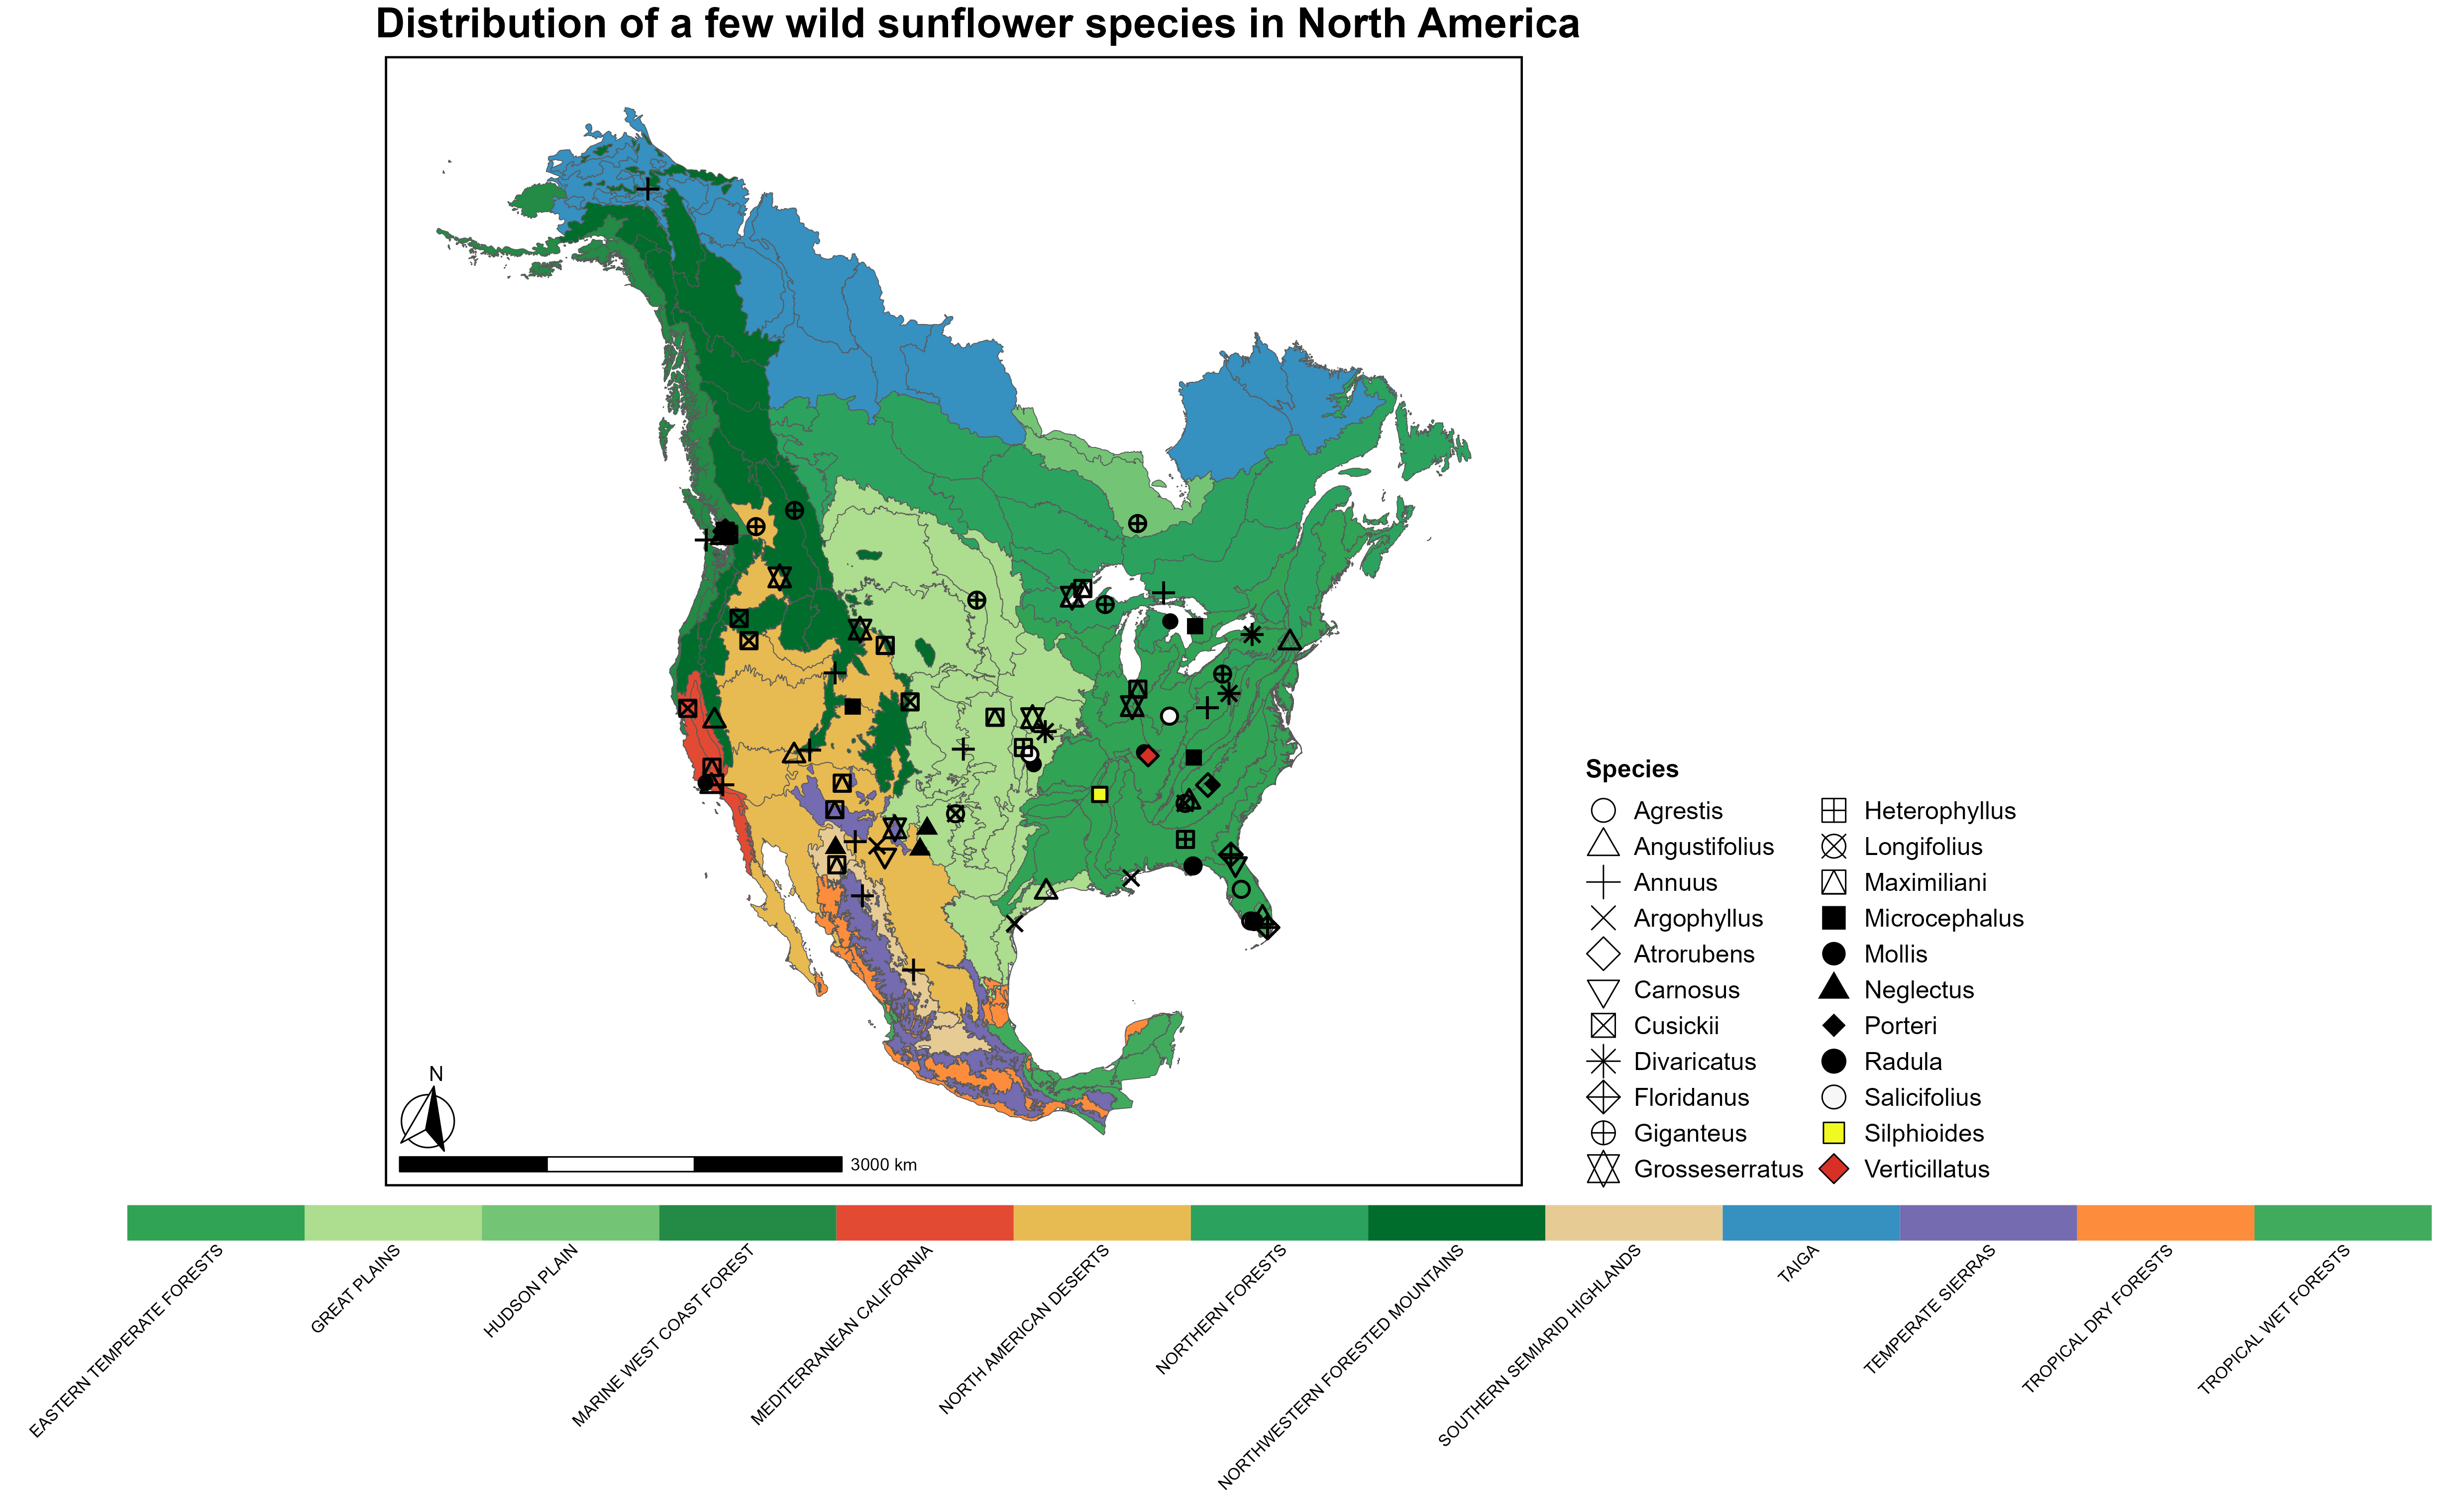 Distribution of a few wild sunflower species in North America
N
3000 km
Species
Agrestis
Angustifolius
Annuus
Argophyllus
Atrorubens
Carnosus
Cusickii
Divaricatus
Floridanus
Giganteus
Grosseserratus
Heterophyllus
Longifolius
Maximiliani
Microcephalus
Mollis
Neglectus
Porteri
Radula
Salicifolius
Silphioides
Verticillatus
EASTERN TEMPERATE FORESTS
GREAT PLAINS
HUDSON PLAIN
MARINE WEST COAST FOREST
MEDITERRANEAN CALIFORNIA
NORTH AMERICAN DESERTS
NORTHERN FORESTS
NORTHWESTERN FORESTED MOUNTAINS
SOUTHERN SEMIARID HIGHLANDS
TAIGA
TEMPERATE SIERRAS
TROPICAL DRY FORESTS
TROPICAL WET FORESTS